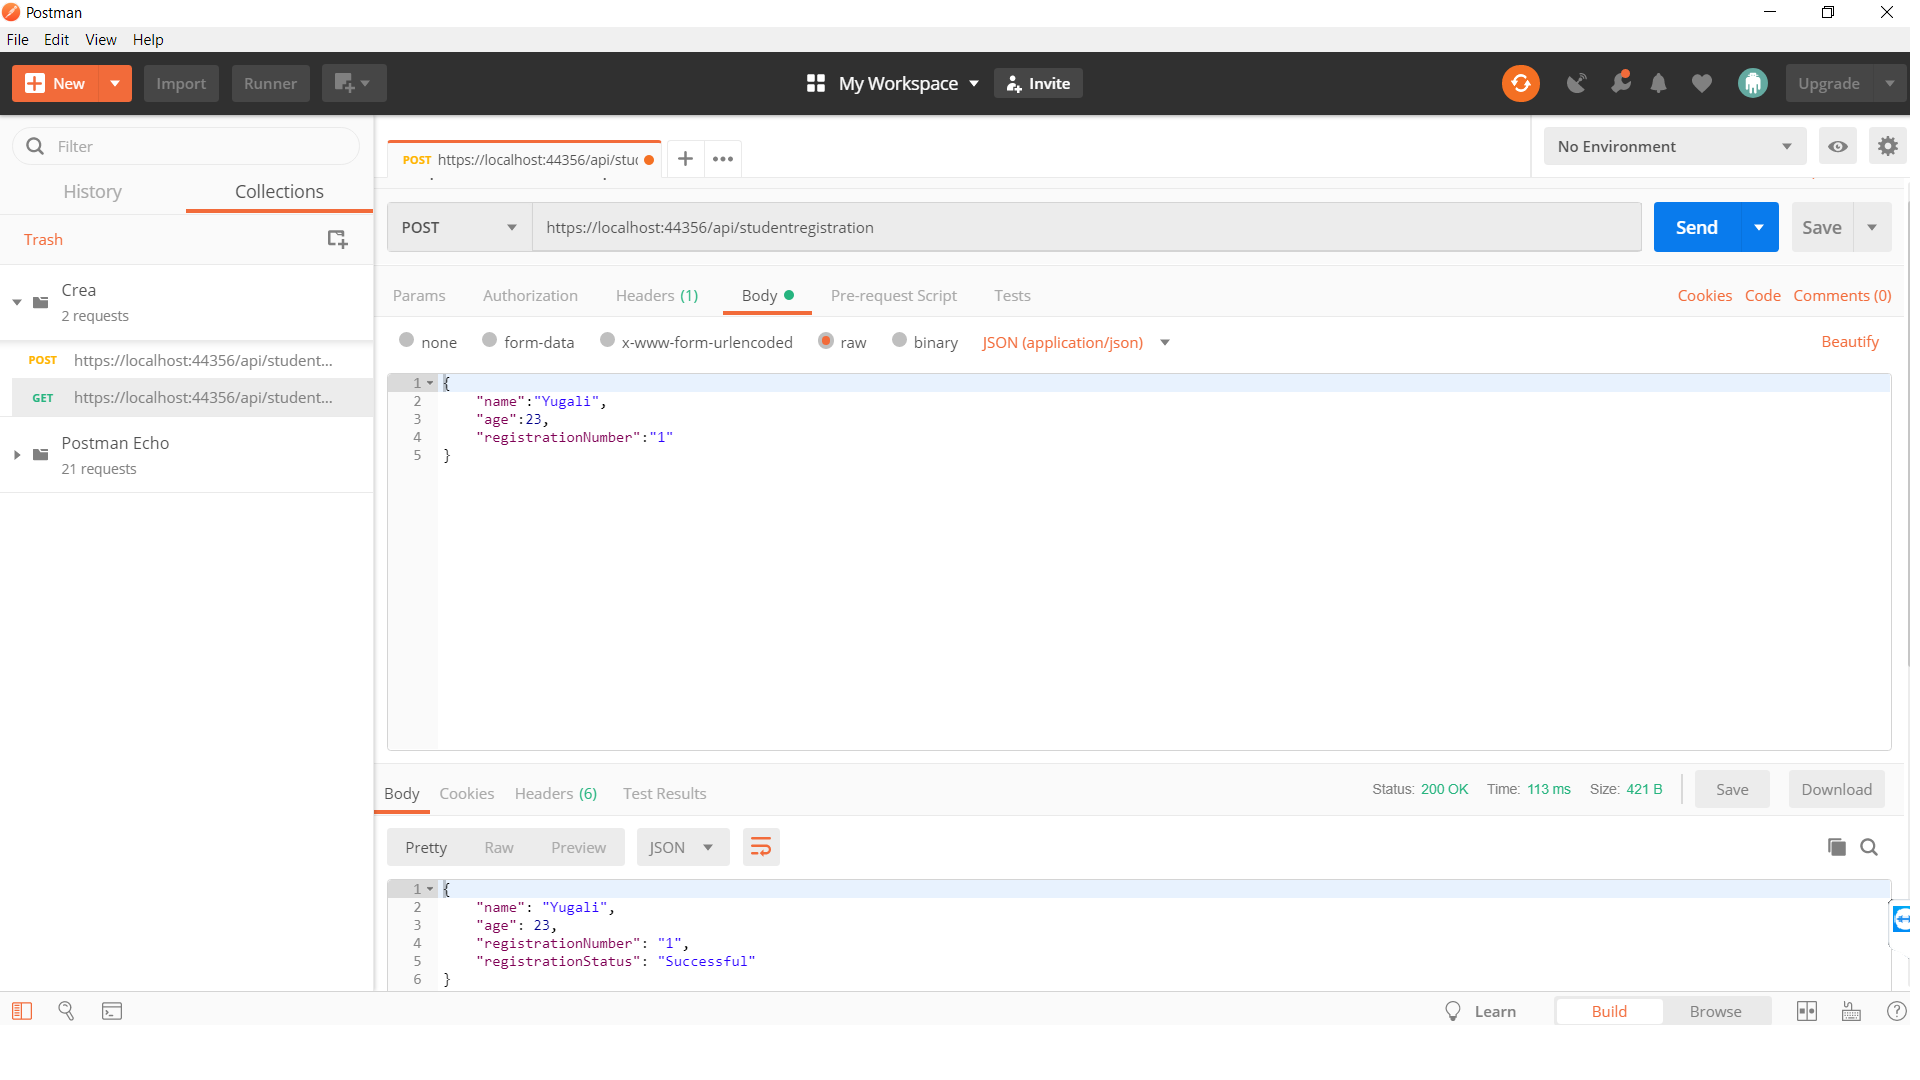 Postman
File Edit View Help
New Import Runner My Workspace Invite Upgrade
Filter
History Collections
Trash
Crea
2 requests
POST https://localhost:44356/api/student...
GET https://localhost:44356/api/student...
Postman Echo
21 requests
POST https://localhost:44356/api/stu
No Environment
POST https://localhost:44356/api/studentregistration Send Save
Params Authorization Headers (1) Body Pre-request Script Tests Cookies Code Comments (0)
none form-data x-www-form-urlencoded raw binary JSON (application/json) Beautify
1 {
2 "name":"Yugali",
3 "age":23,
4 "registrationNumber":"1"
5 }
Body Cookies Headers (6) Test Results Status: 200 OK Time: 113 ms Size: 421 B Save Download
Pretty Raw Preview JSON
1 {
2 "name": "Yugali",
3 "age": 23,
4 "registrationNumber": "1",
5 "registrationStatus": "Successful"
6 }
Learn Build Browse